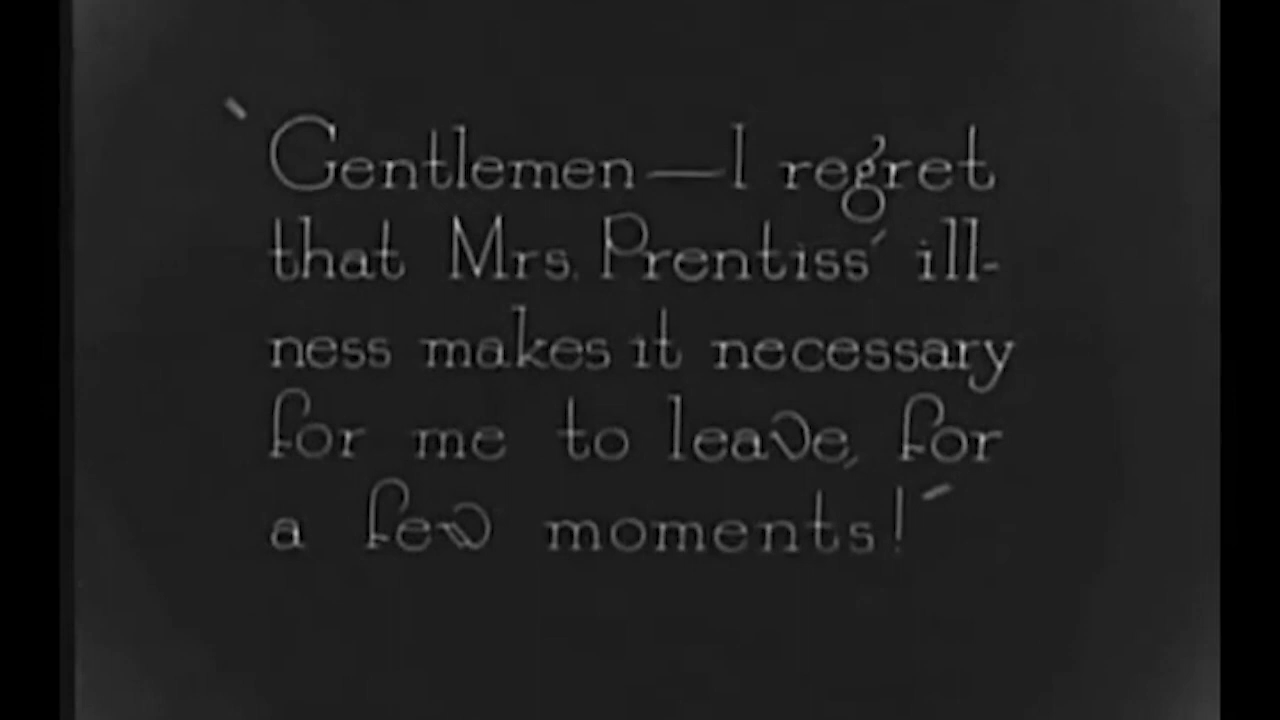 `Gentlemen—I regret
that Mrs. Prentiss' ill-
ness makes it necessary
for me to leave, for
a few moments!'